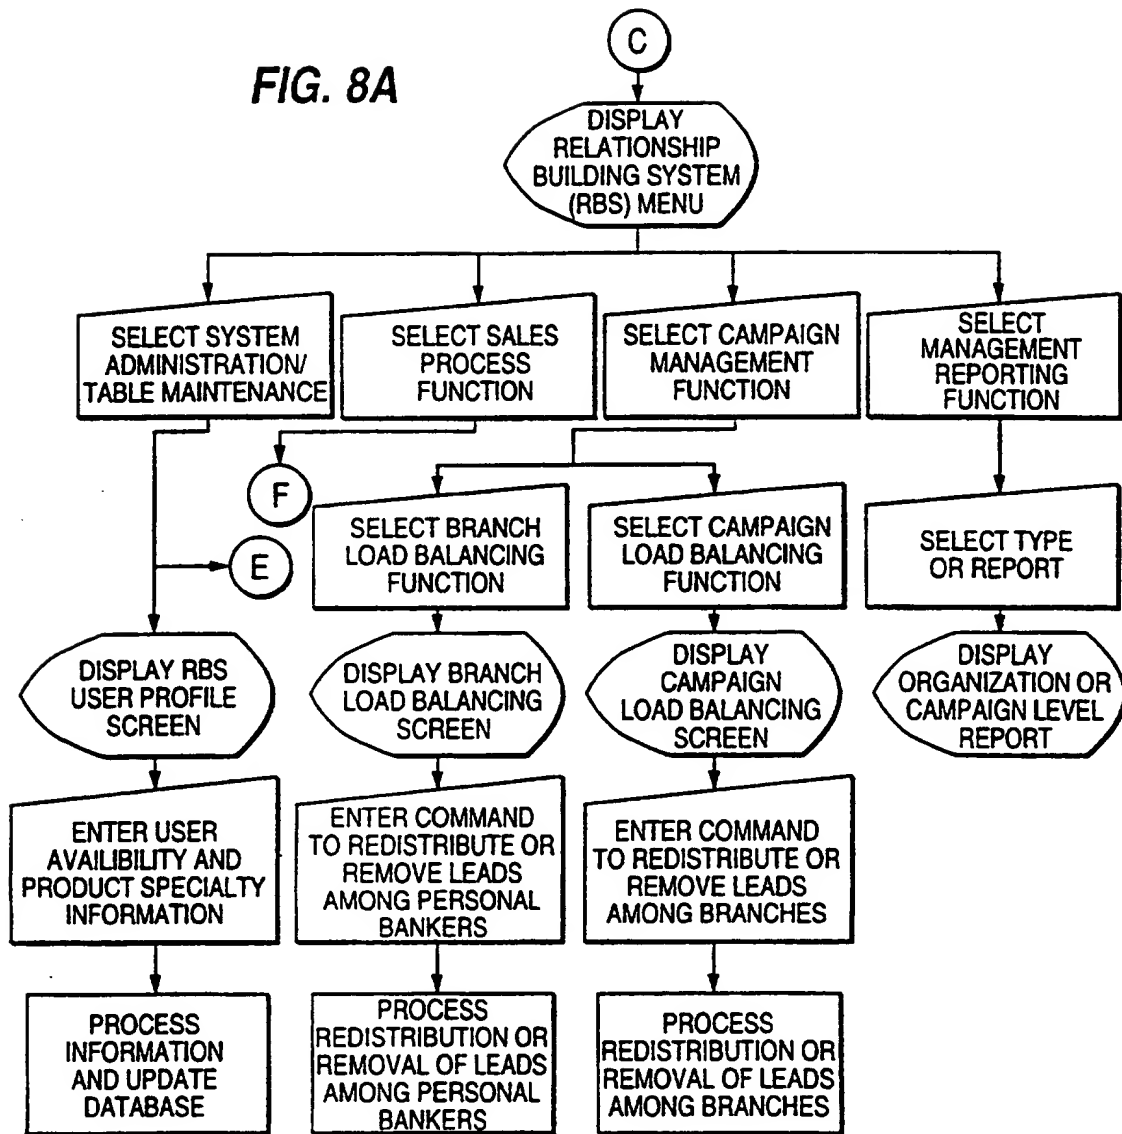 C
FIG. 8A
DISPLAY
RELATIONSHIP
BUILDING SYSTEM
(RBS) MENU
SELECT SYSTEM
ADMINISTRATION/
TABLE MAINTENANCE
SELECT SALES
PROCESS
FUNCTION
SELECT CAMPAIGN
MANAGEMENT
FUNCTION
SELECT
MANAGEMENT
REPORTING
FUNCTION
F
E
SELECT BRANCH
LOAD BALANCING
FUNCTION
SELECT CAMPAIGN
LOAD BALANCING
FUNCTION
SELECT TYPE
OR REPORT
DISPLAY RBS
USER PROFILE
SCREEN
DISPLAY BRANCH
LOAD BALANCING
SCREEN
DISPLAY
CAMPAIGN
LOAD BALANCING
SCREEN
DISPLAY
ORGANIZATION OR
CAMPAIGN LEVEL
REPORT
ENTER USER
AVAILIBILITY AND
PRODUCT SPECIALTY
INFORMATION
ENTER COMMAND
TO REDISTRIBUTE OR
REMOVE LEADS
AMONG PERSONAL
BANKERS
ENTER COMMAND
TO REDISTRIBUTE OR
REMOVE LEADS
AMONG BRANCHES
PROCESS
INFORMATION
AND UPDATE
DATABASE
PROCESS
REDISTRIBUTION OR
REMOVAL OF LEADS
AMONG PERSONAL
BANKERS
PROCESS
REDISTRIBUTION OR
REMOVAL OF LEADS
AMONG BRANCHES